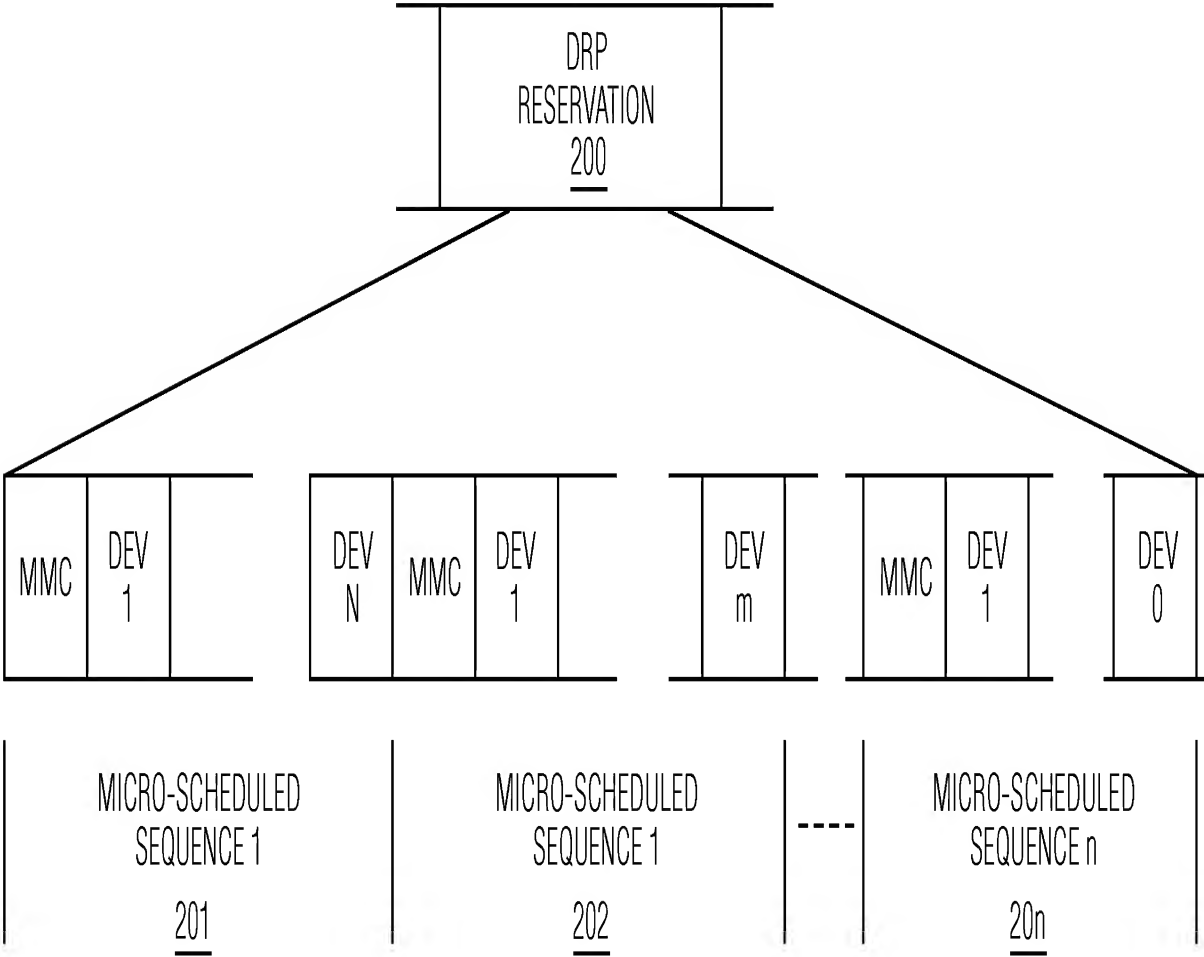 DRP
RESERVATION
200
MMC
DEV
1
DEV
N
MMC
DEV
1
DEV
m
MMC
DEV
1
DEV
0
MICRO-SCHEDULED
SEQUENCE 1
201
MICRO-SCHEDULED
SEQUENCE 1
202
MICRO-SCHEDULED
SEQUENCE n
20n